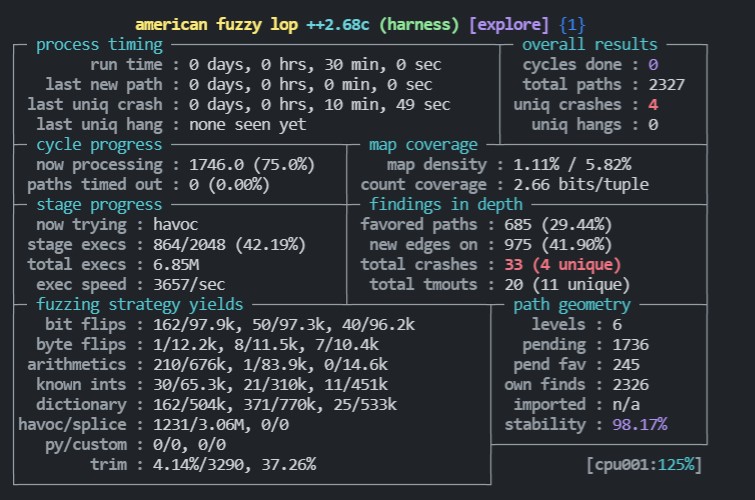 american fuzzy lop ++2.68c (harness) [explore] {1}
process timing
run time : 0 days, 0 hrs, 30 min, 0 sec
last new path : 0 days, 0 hrs, 0 min, 0 sec
last uniq crash : 0 days, 0 hrs, 10 min, 49 sec
last uniq hang : none seen yet
overall results
cycles done : 0
total paths : 2327
uniq crashes : 4
uniq hangs : 0
cycle progress
now processing : 1746.0 (75.0%)
paths timed out : 0 (0.00%)
map coverage
map density : 1.11% / 5.82%
count coverage : 2.66 bits/tuple
stage progress
now trying : havoc
stage execs : 864/2048 (42.19%)
total execs : 6.85M
exec speed : 3657/sec
findings in depth
favored paths : 685 (29.44%)
new edges on : 975 (41.90%)
total crashes : 33 (4 unique)
total tmouts : 20 (11 unique)
fuzzing strategy yields
bit flips : 162/97.9k, 50/97.3k, 40/96.2k
byte flips : 1/12.2k, 8/11.5k, 7/10.4k
arithmetics : 210/676k, 1/83.9k, 0/14.6k
known ints : 30/65.3k, 21/310k, 11/451k
dictionary : 162/504k, 371/770k, 25/533k
havoc/splice : 1231/3.06M, 0/0
py/custom : 0/0, 0/0
trim : 4.14%/3290, 37.26%
path geometry
levels : 6
pending : 1736
pend fav : 245
own finds : 2326
imported : n/a
stability : 98.17%
[cpu001:125%]